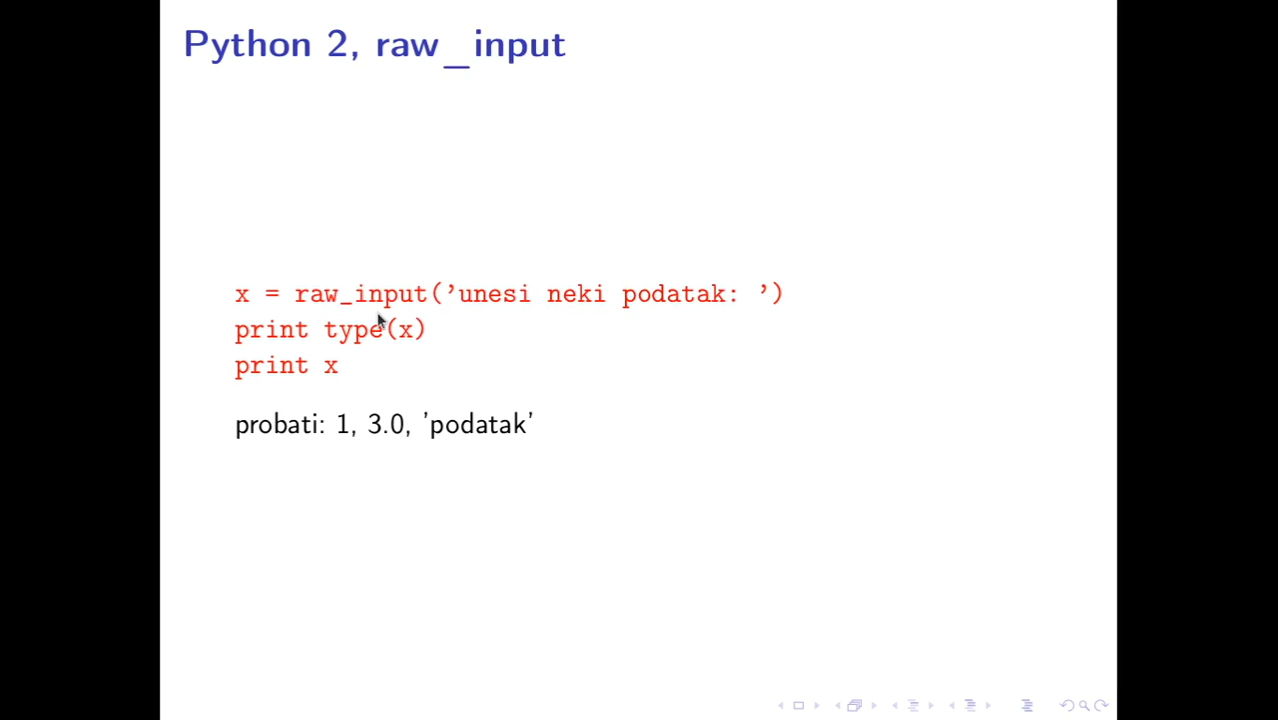 Python 2, raw_input
x = raw_input('unesi neki podatak: ')
print type(x)
print x
probati: 1, 3.0, 'podatak'